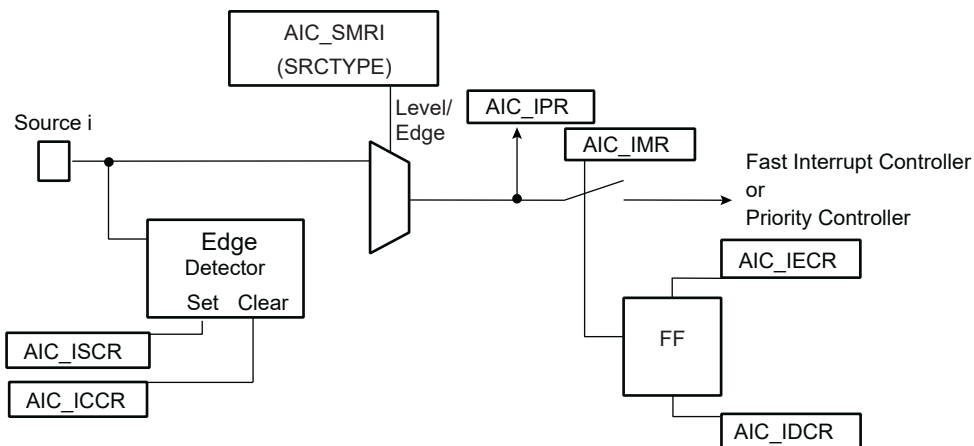 AIC_SMRI
(SRCTYPE)
Level/
Edge
Source i
AIC_IPR
AIC_IMR
Fast Interrupt Controller
or
Priority Controller
Edge
Detector
Set Clear
AIC_IECR
FF
AIC_ISCR
AIC_ICCR
AIC_IDCR